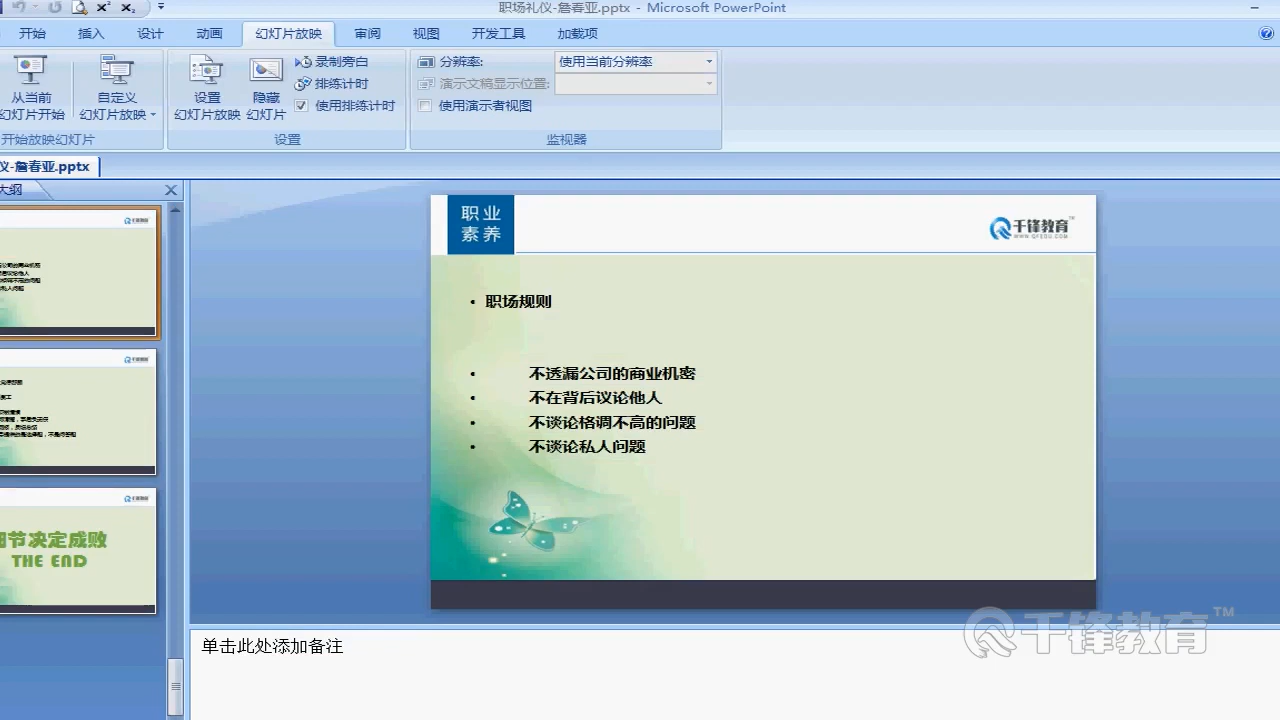 职场礼仪-詹春亚.pptx - Microsoft PowerPoint
开始 插入 设计 动画 幻灯片放映 审阅 视图 开发工具 加载项
从当前
幻灯片开始
自定义
幻灯片放映
开始放映幻灯片
设置
幻灯片放映
隐藏
幻灯片
录制旁白
排练计时
使用排练计时
设置
分辨率: 使用当前分辨率
演示文稿显示位置:
使用演示者视图
监视器
仪-詹春亚.pptx
大纲
职业
素养
千锋教育™
WWW.QFEDU.COM
• 职场规则
• 不透漏公司的商业机密
• 不在背后议论他人
• 不谈论格调不高的问题
• 不谈论私人问题
细节决定成败
THE END
单击此处添加备注
千锋教育™